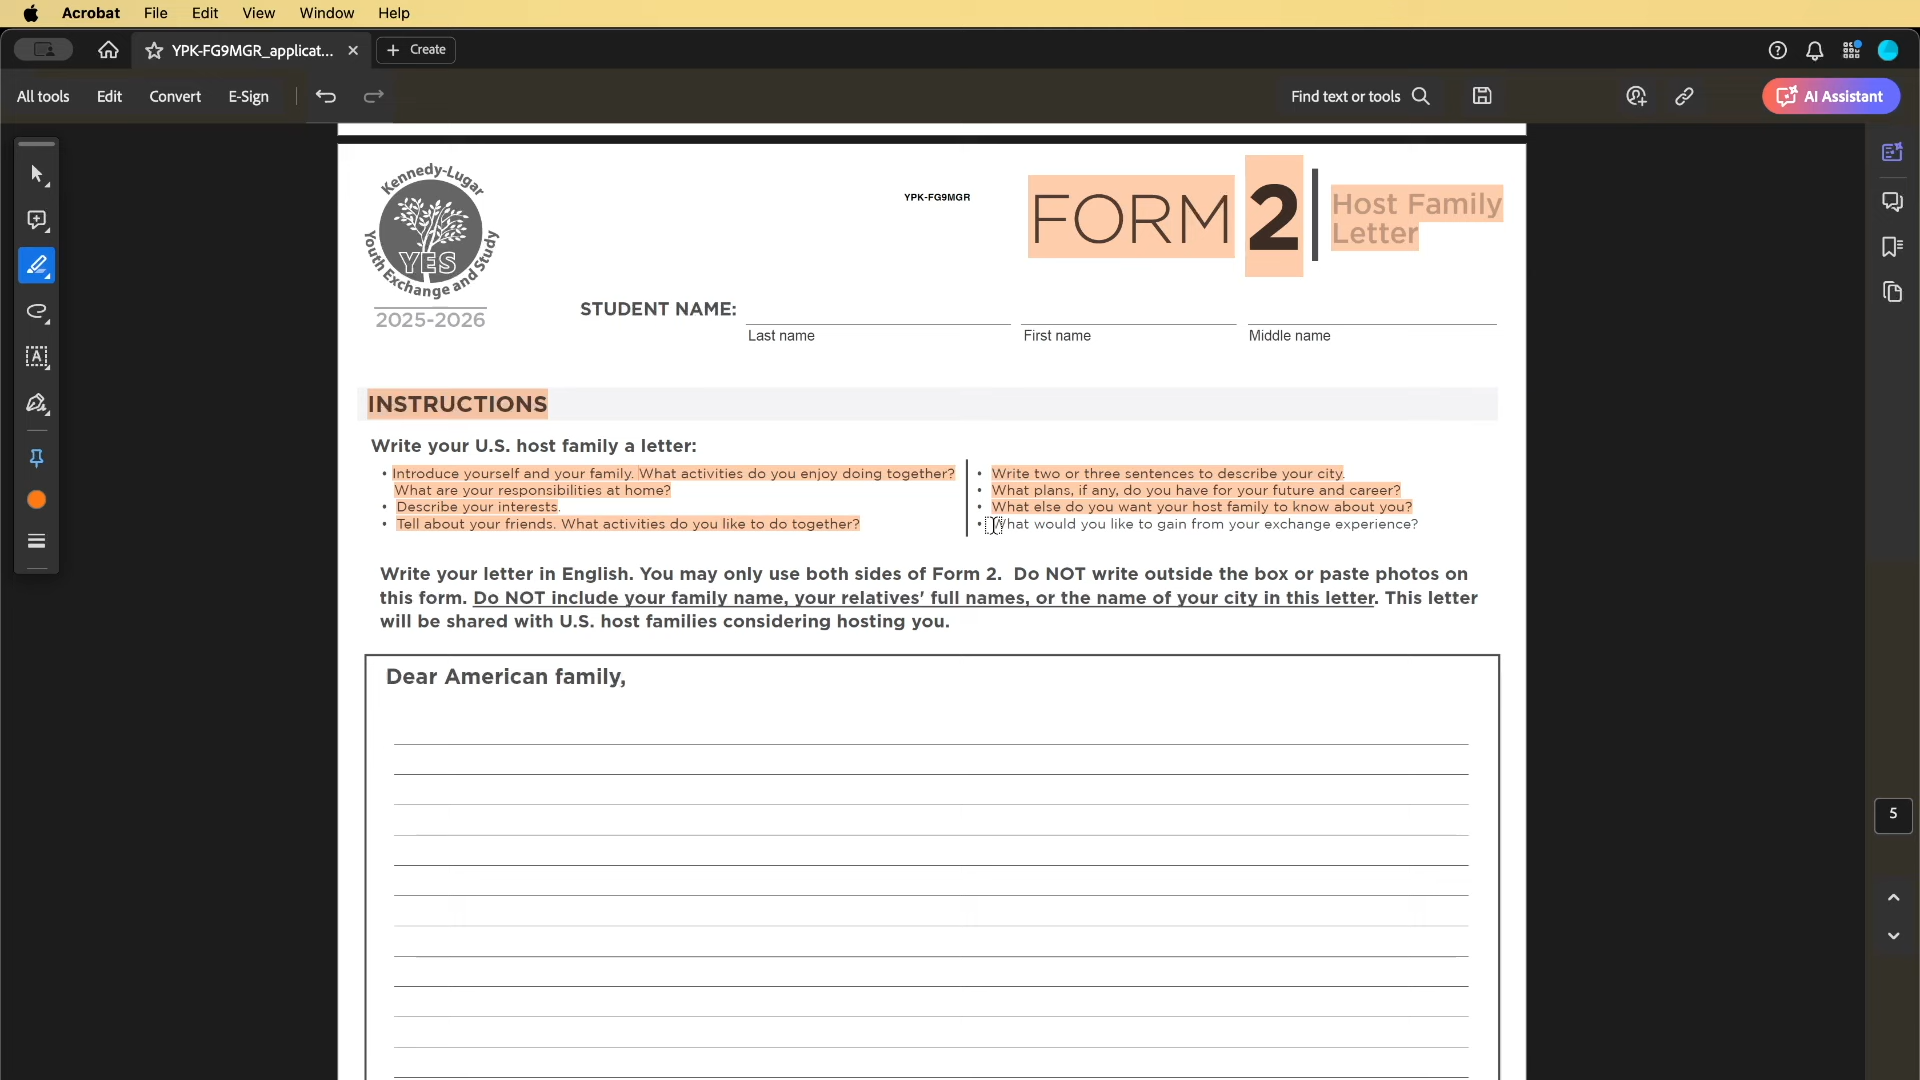 Acrobat File Edit View Window Help
YPK-FG9MGR_applicat... Create
All tools Edit Convert E-Sign Find text or tools AI Assistant
Kennedy-Lugar
Youth Exchange and Study
YES
2025-2026
YPK-FG9MGR
FORM 2 Host Family
Letter
STUDENT NAME:
Last name First name Middle name
INSTRUCTIONS
Write your U.S. host family a letter:
• Introduce yourself and your family. What activities do you enjoy doing together?
What are your responsibilities at home?
• Describe your interests.
• Tell about your friends. What activities do you like to do together?
• Write two or three sentences to describe your city.
• What plans, if any, do you have for your future and career?
• What else do you want your host family to know about you?
• What would you like to gain from your exchange experience?
Write your letter in English. You may only use both sides of Form 2. Do NOT write outside the box or paste photos on
this form. Do NOT include your family name, your relatives' full names, or the name of your city in this letter. This letter
will be shared with U.S. host families considering hosting you.
Dear American family,
5